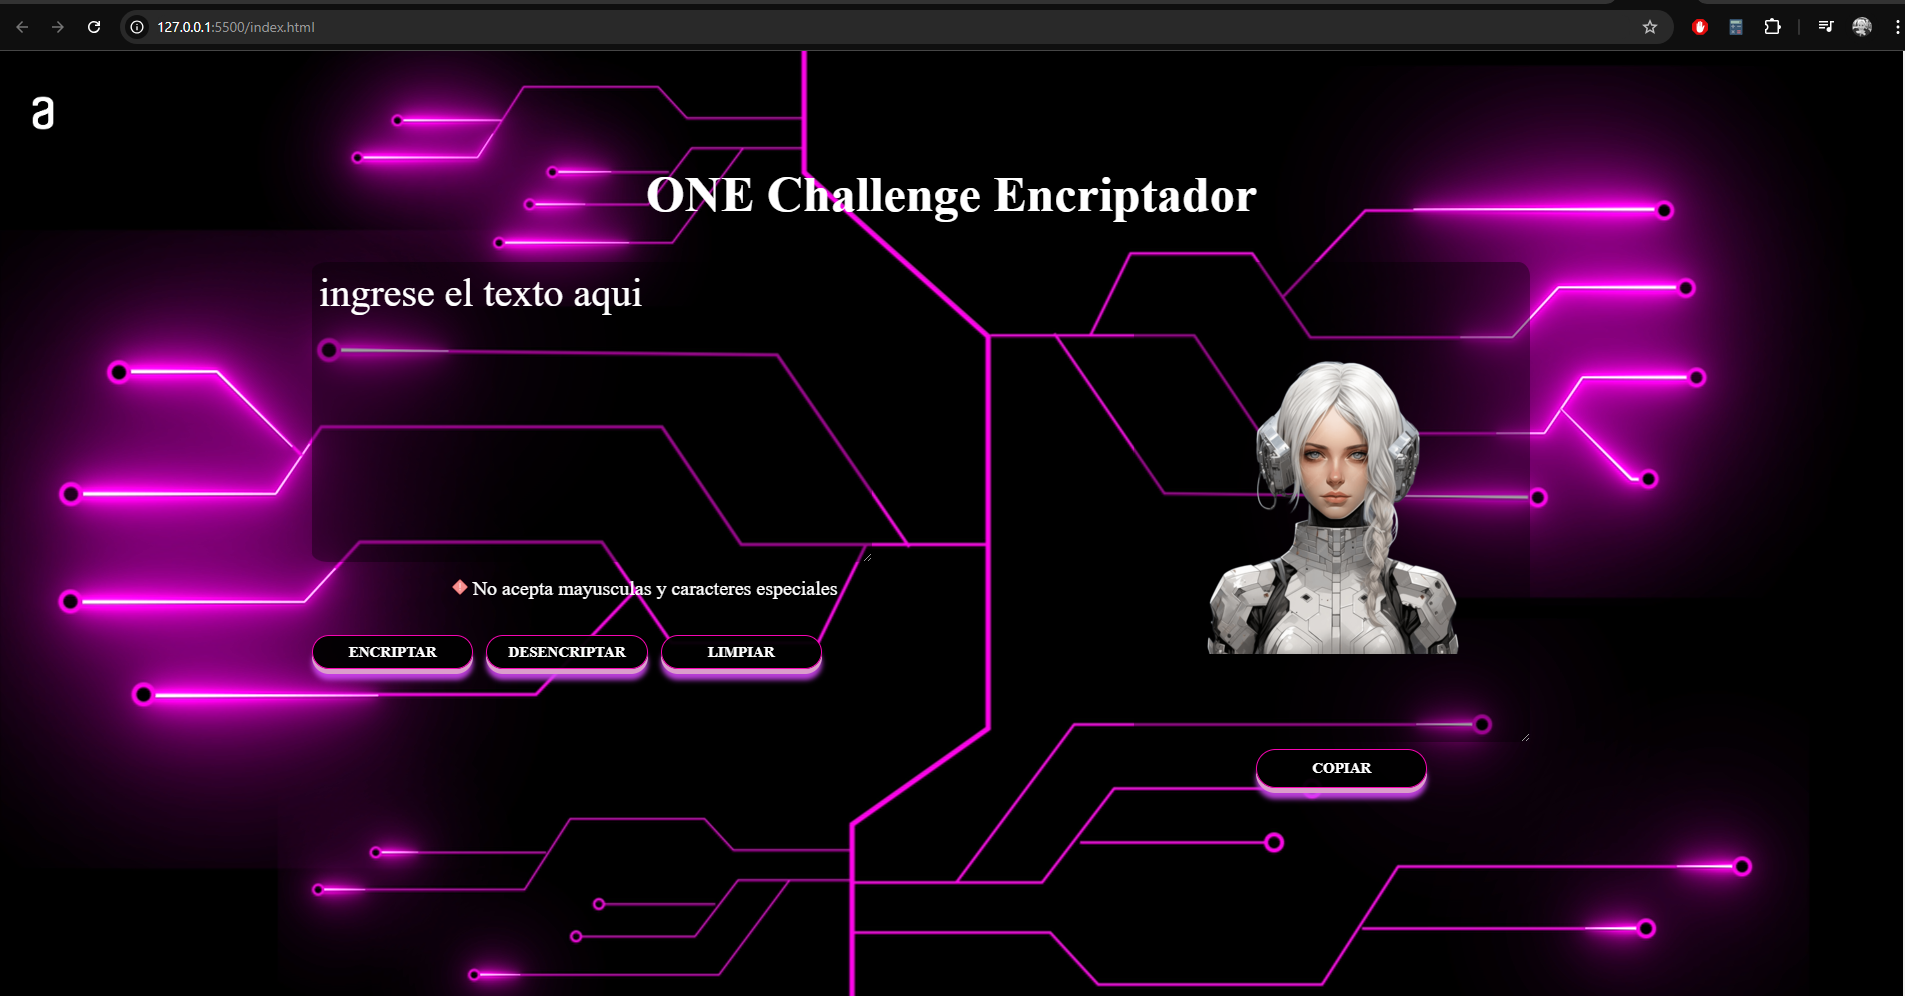 127.0.0.1:5500/index.html
a
ONE Challenge Encriptador
ingrese el texto aqui
No acepta mayusculas y caracteres especiales
ENCRIPTAR
DESENCRIPTAR
LIMPIAR
COPIAR